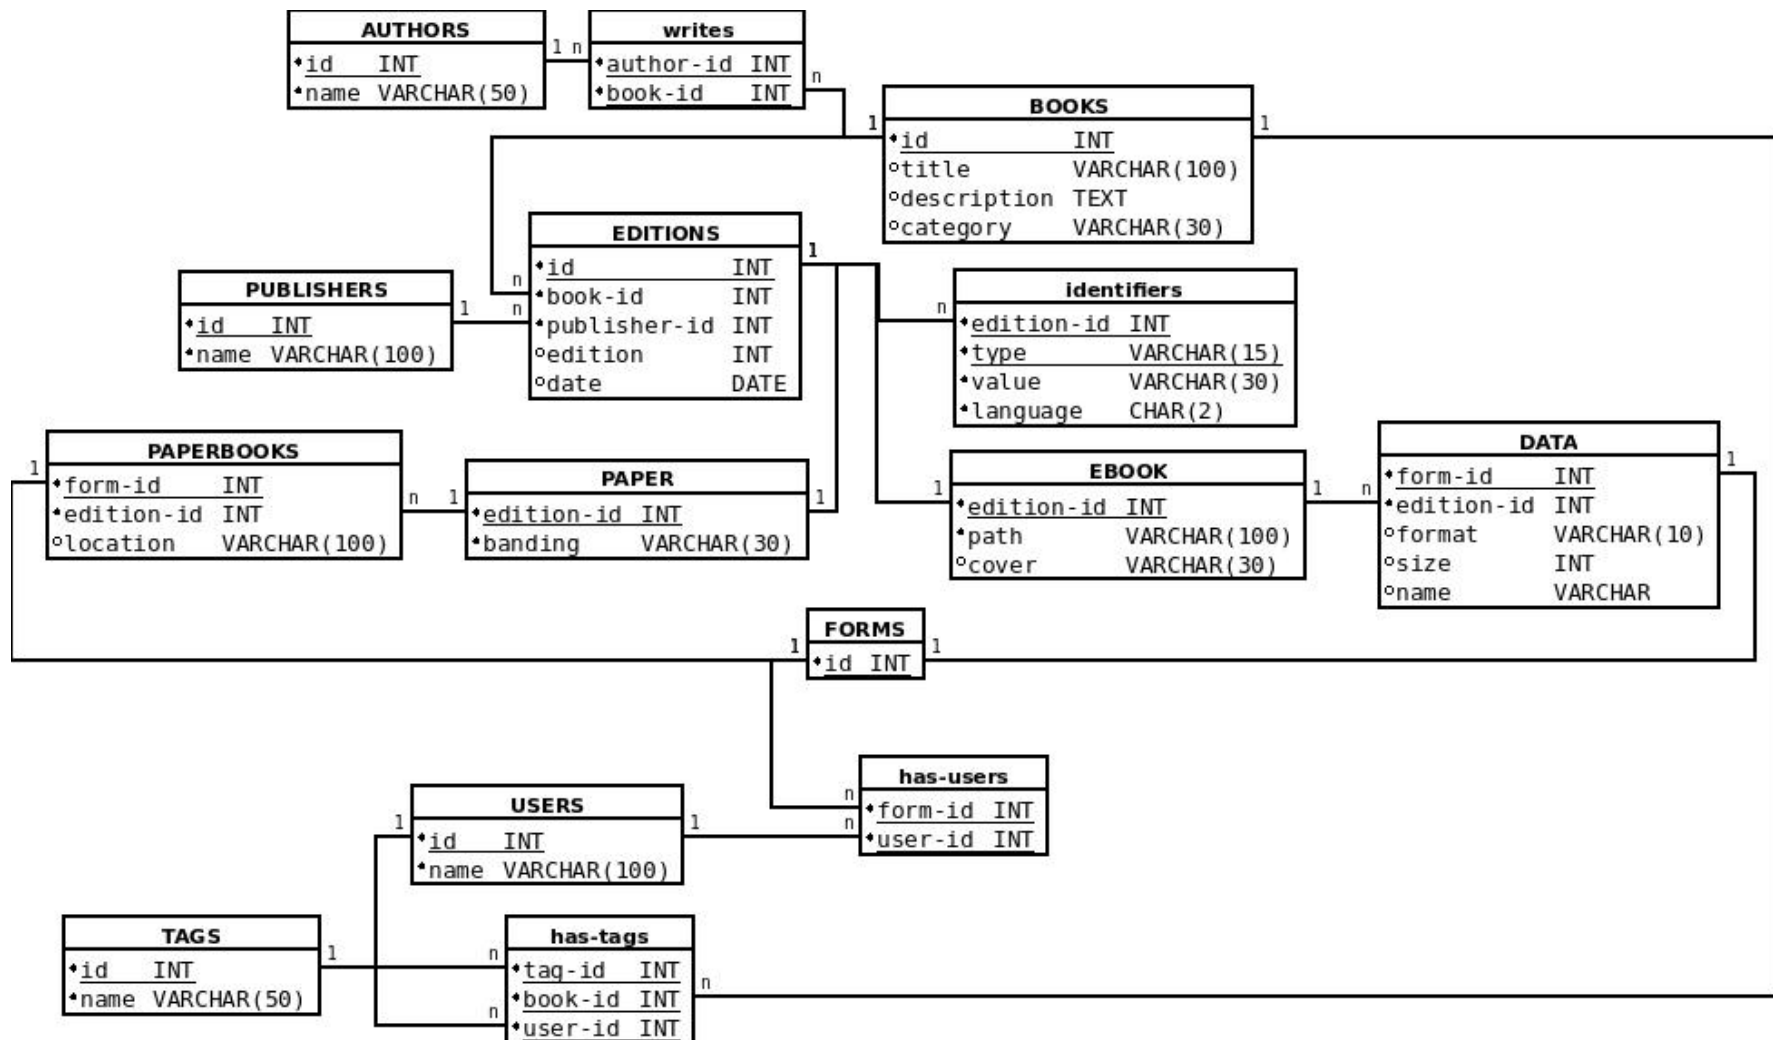 AUTHORS
id INT
name VARCHAR(50)
1 n
writes
author-id INT
book-id INT
n
1
BOOKS
id INT
title VARCHAR(100)
description TEXT
category VARCHAR(30)
1
PUBLISHERS
id INT
name VARCHAR(100)
1
n
n
EDITIONS
id INT
book-id INT
publisher-id INT
edition INT
date DATE
1
n
identifiers
edition-id INT
type VARCHAR(15)
value VARCHAR(30)
language CHAR(2)
1
PAPERBOOKS
form-id INT
edition-id INT
location VARCHAR(100)
n
1
PAPER
edition-id INT
banding VARCHAR(30)
1
1
EBOOK
edition-id INT
path VARCHAR(100)
cover VARCHAR(30)
1
n
DATA
form-id INT
edition-id INT
format VARCHAR(10)
size INT
name VARCHAR
1
1
FORMS
id INT
1
n
n
has-users
form-id INT
user-id INT
1
USERS
id INT
name VARCHAR(100)
1
TAGS
id INT
name VARCHAR(50)
1
n
n
has-tags
tag-id INT
book-id INT
user-id INT
n